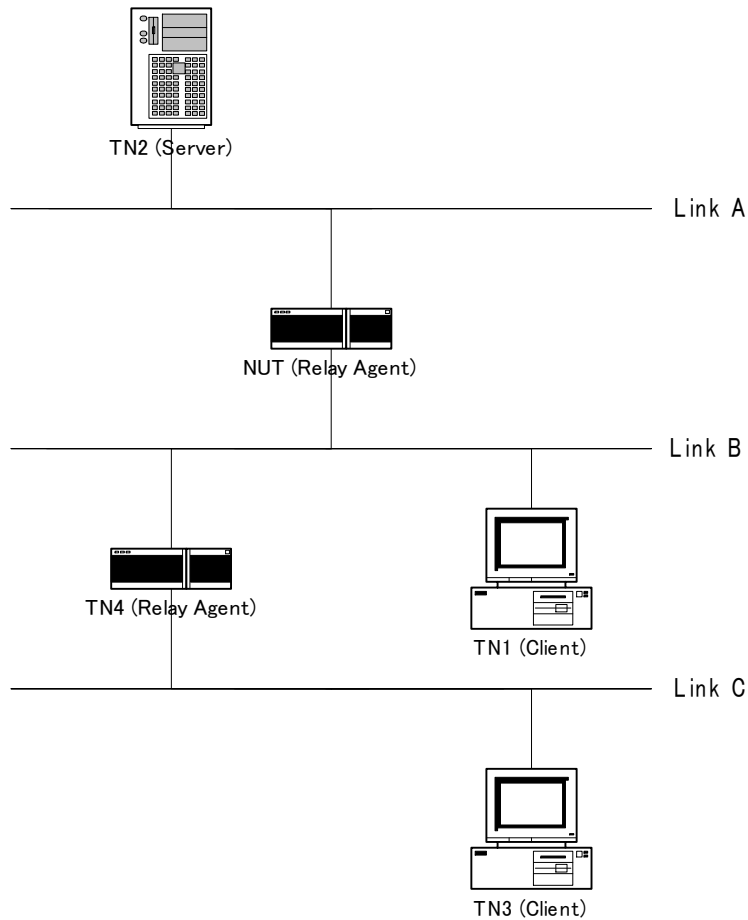 TN2 (Server)
Link A
NUT (Relay Agent)
Link B
TN4 (Relay Agent)
TN1 (Client)
Link C
TN3 (Client)